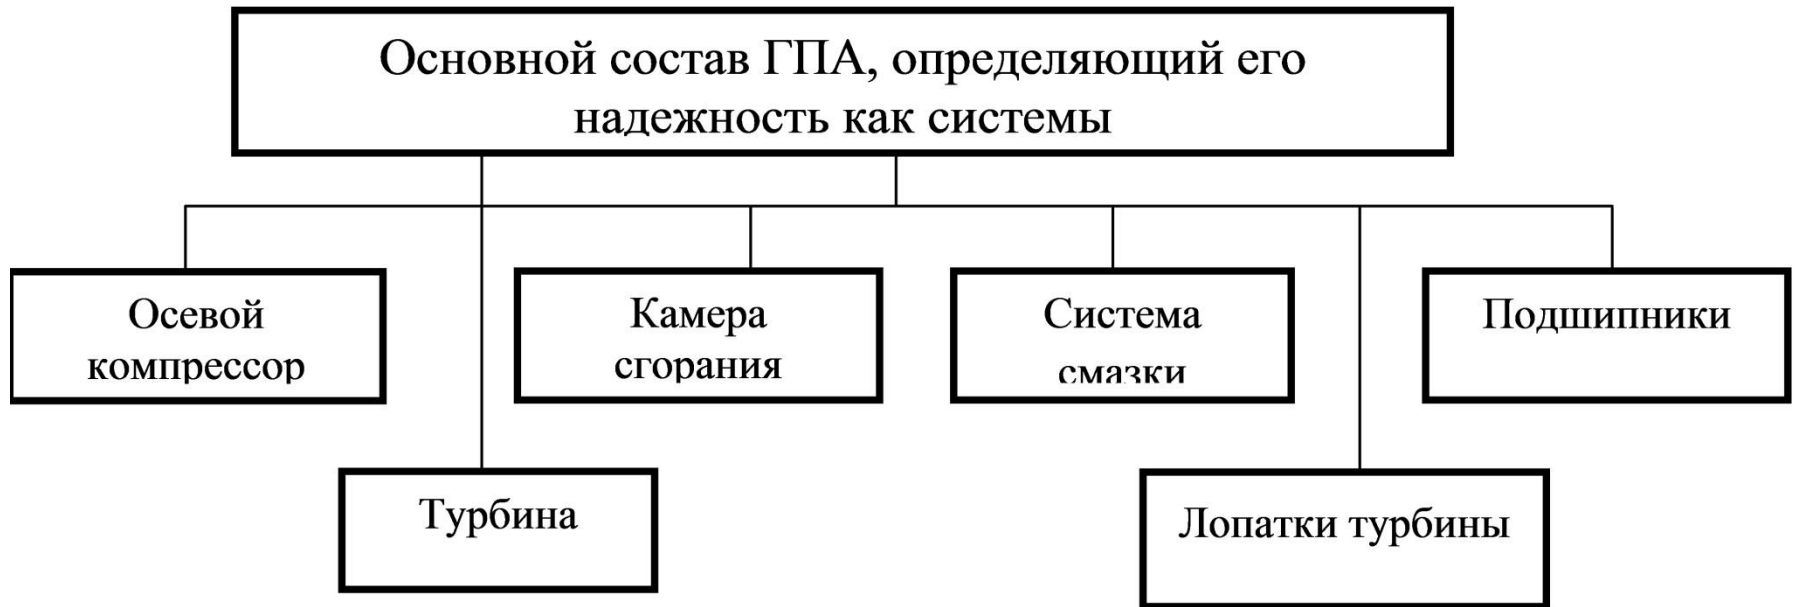 Основной состав ГПА, определяющий его
надежность как системы
Осевой
компрессор
Камера
сгорания
Система
смазки
Подшипники
Турбина
Лопатки турбины